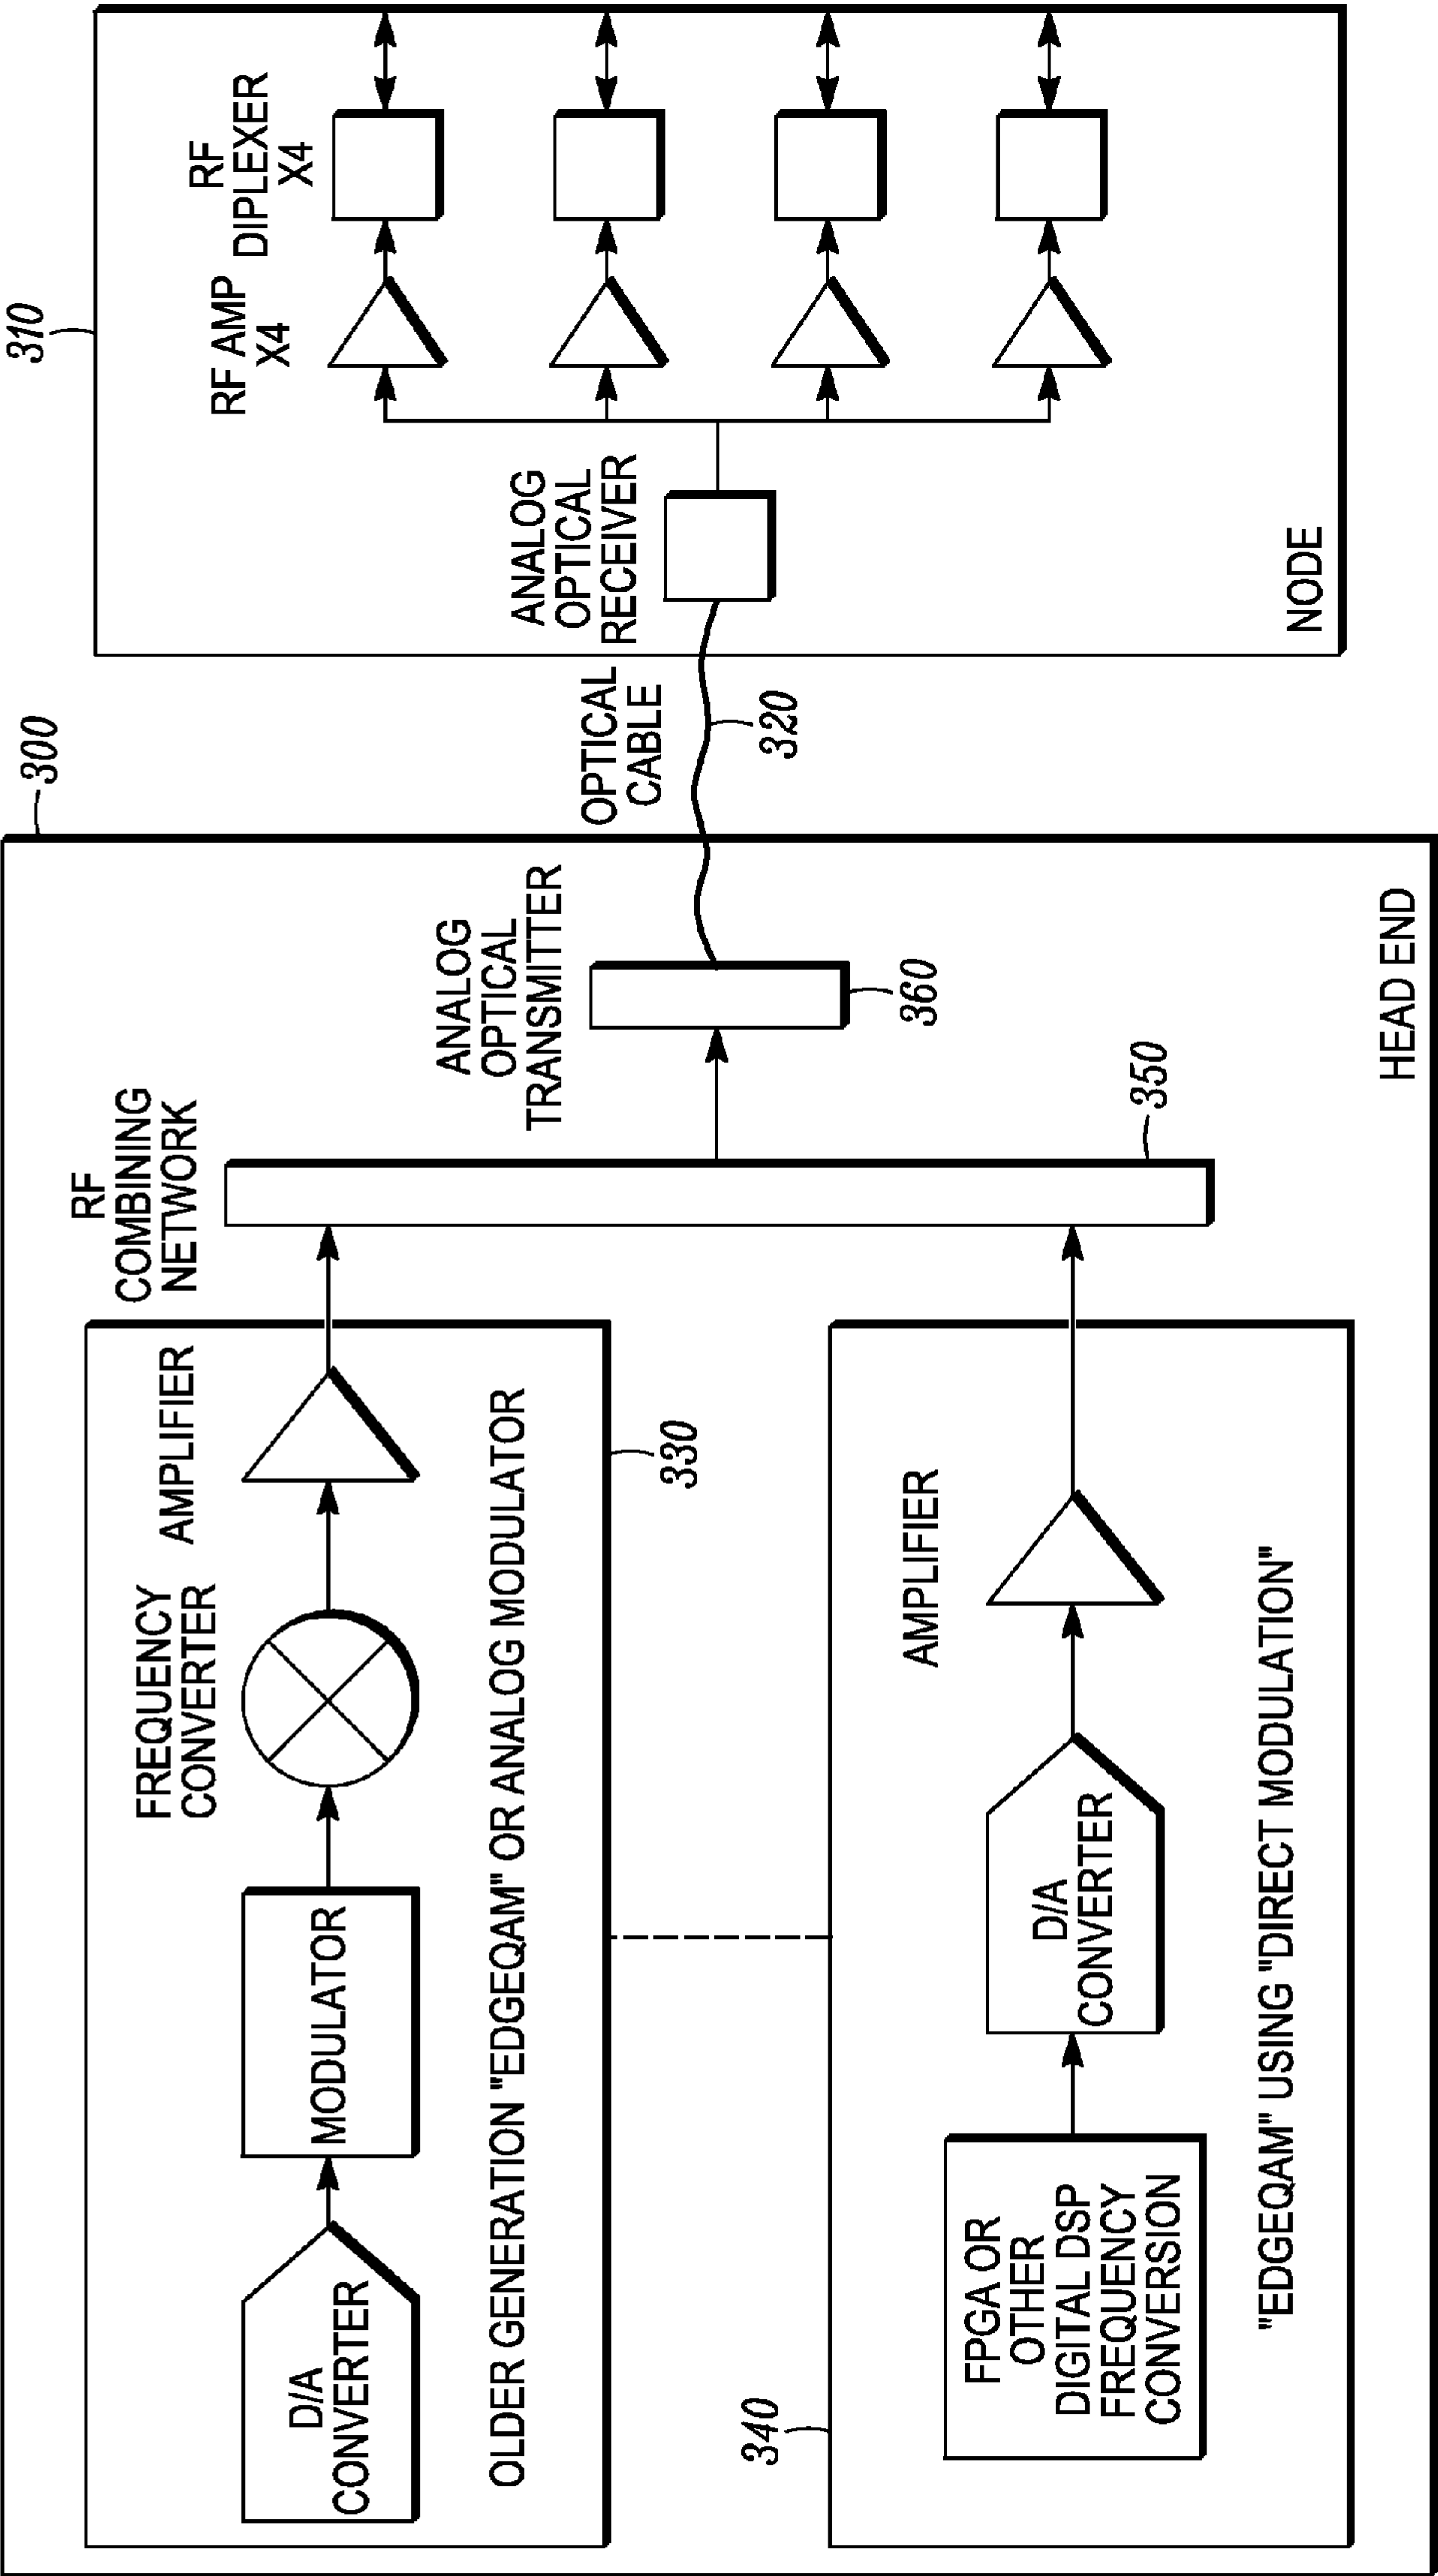 300
310
RF
COMBINING
NETWORK
ANALOG
OPTICAL
TRANSMITTER
OPTICAL
CABLE
ANALOG
OPTICAL
RECEIVER
RF AMP
X4
RF
DIPLEXER
X4
D/A
CONVERTER
MODULATOR
FREQUENCY
CONVERTER
AMPLIFIER
OLDER GENERATION "EDGEQAM" OR ANALOG MODULATOR
330
360
320
340
FPGA OR
OTHER
DIGITAL DSP
FREQUENCY
CONVERSION
D/A
CONVERTER
AMPLIFIER
350
"EDGEQAM" USING "DIRECT MODULATION"
HEAD END
NODE